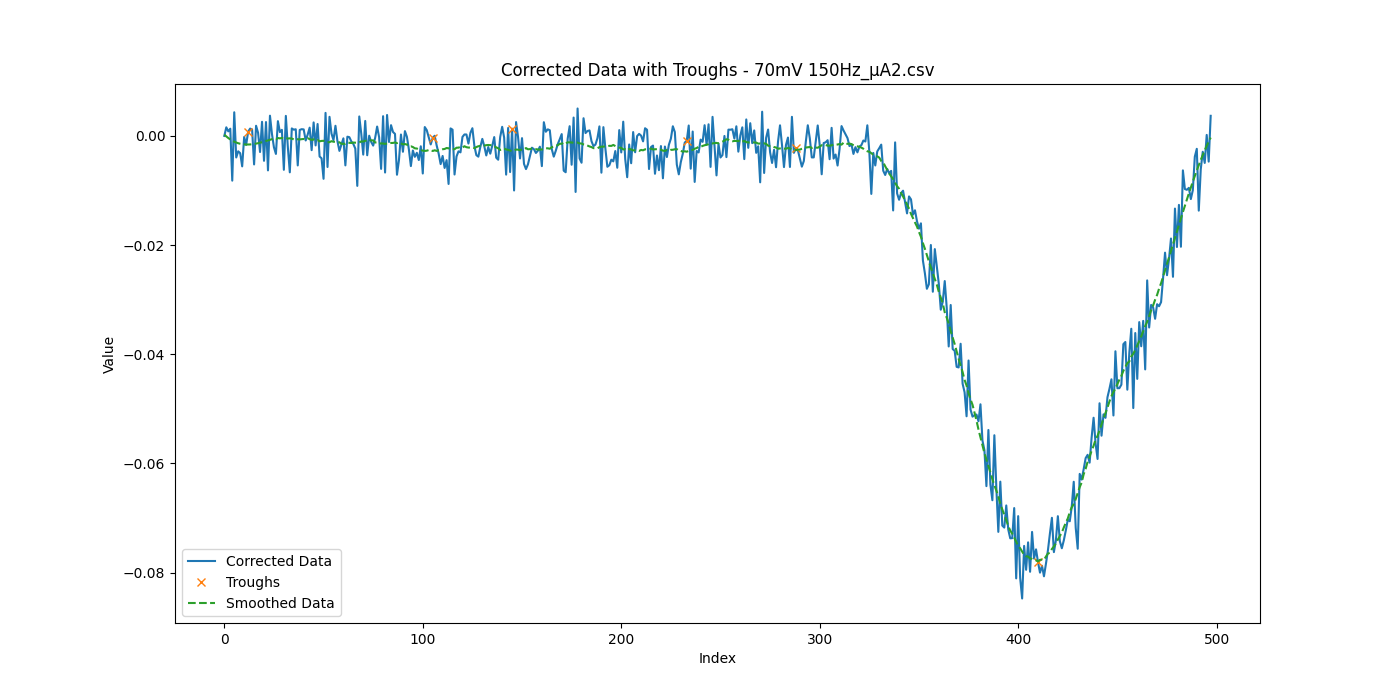 Corrected Data with Troughs - 70mV 150Hz_μA2.csv
Value
0.00
−0.02
−0.04
−0.06
−0.08
Corrected Data
Troughs
Smoothed Data
0 100 200 300 400 500
Index